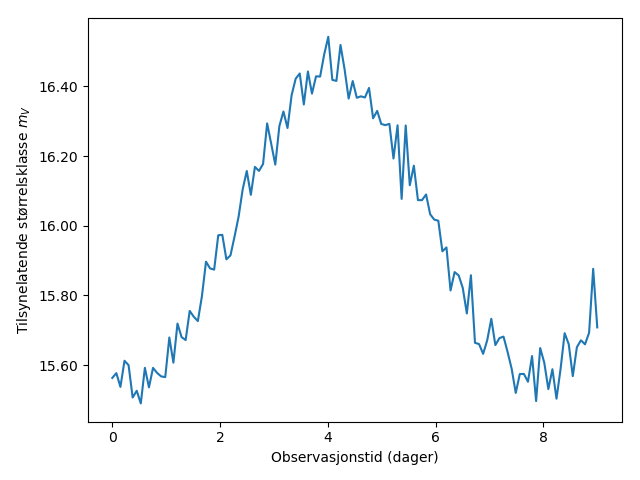 16.40
16.20
16.00
15.80
15.60
Tilsynelatende størrelsesklasse m_V
0 2 4 6 8
Observasjonstid (dager)